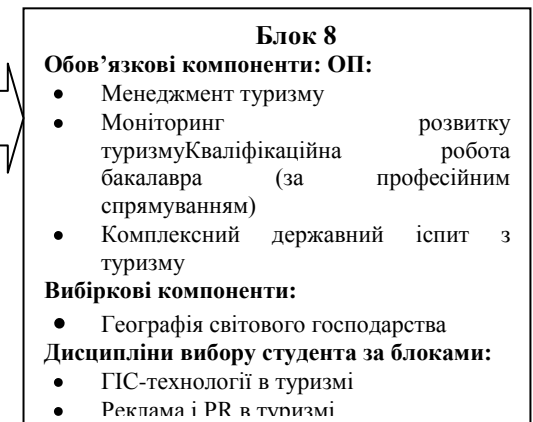 Блок 8
Обов’язкові компоненти: ОП:
• Менеджмент туризму
• Моніторинг розвитку
туризмуКваліфікаційна робота
бакалавра (за професійним
спрямуванням)
• Комплексний державний іспит з
туризму
Вибіркові компоненти:
• Географія світового господарства
Дисципліни вибору студента за блоками:
• ГІС-технології в туризмі
• Реклама і PR в туризмі